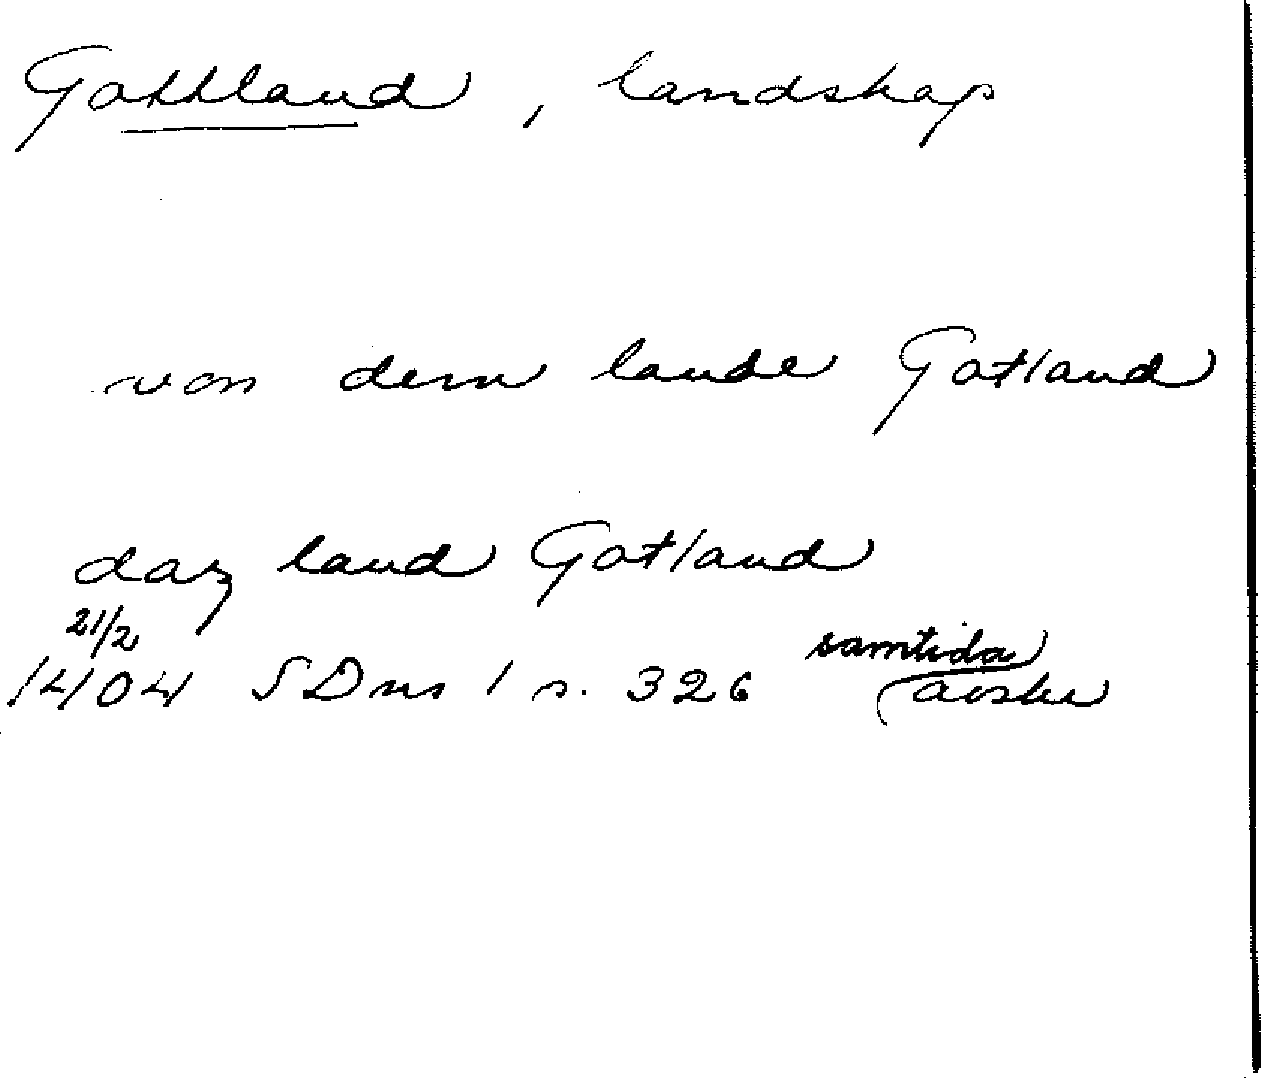 Gottland, landskap
von dem lande Gotland
daz land Gotland
21/2
1404 SDns 1 s. 326 samtida avskr